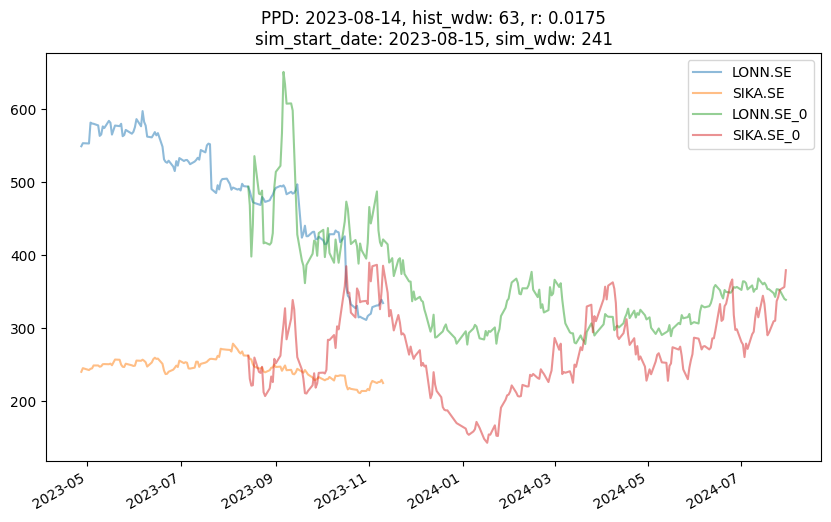 PPD: 2023-08-14, hist_wdw: 63, r: 0.0175
sim_start_date: 2023-08-15, sim_wdw: 241
LONN.SE
SIKA.SE
LONN.SE_0
SIKA.SE_0
600
500
400
300
200
2023-05
2023-07
2023-09
2023-11
2024-01
2024-03
2024-05
2024-07